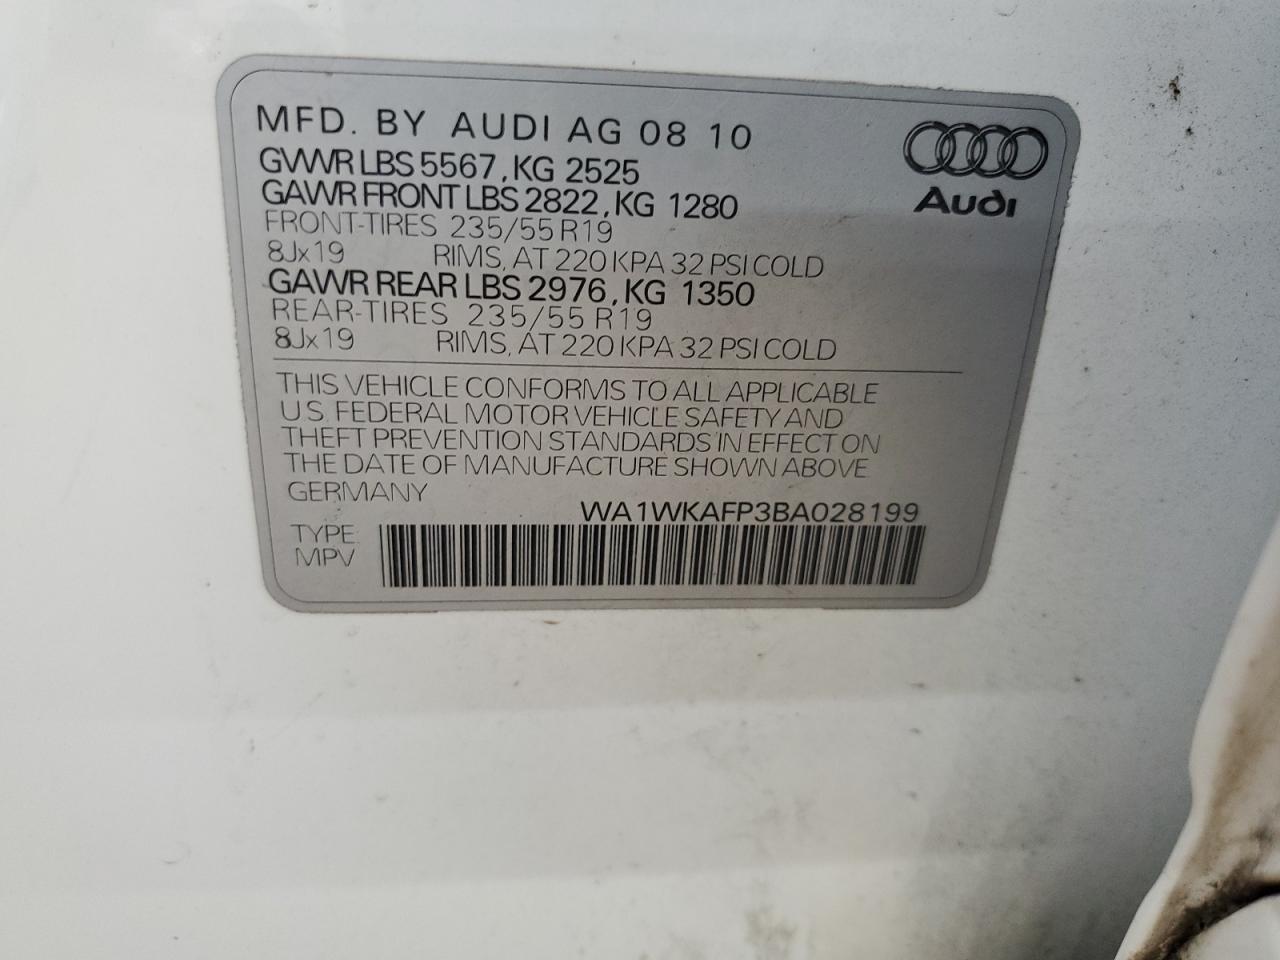 MFD. BY AUDI AG 08 10
GVWR LBS 5567, KG 2525
GAWR FRONT LBS 2822, KG 1280
FRONT-TIRES 235/55 R19
8Jx19 RIMS, AT 220 KPA 32 PSI COLD
GAWR REAR LBS 2976, KG 1350
REAR-TIRES 235/55 R19
8Jx19 RIMS, AT 220 KPA 32 PSI COLD
Audi
THIS VEHICLE CONFORMS TO ALL APPLICABLE
U.S. FEDERAL MOTOR VEHICLE SAFETY AND
THEFT PREVENTION STANDARDS IN EFFECT ON
THE DATE OF MANUFACTURE SHOWN ABOVE
GERMANY
WA1WKAFP3BA028199
TYPE:
MPV